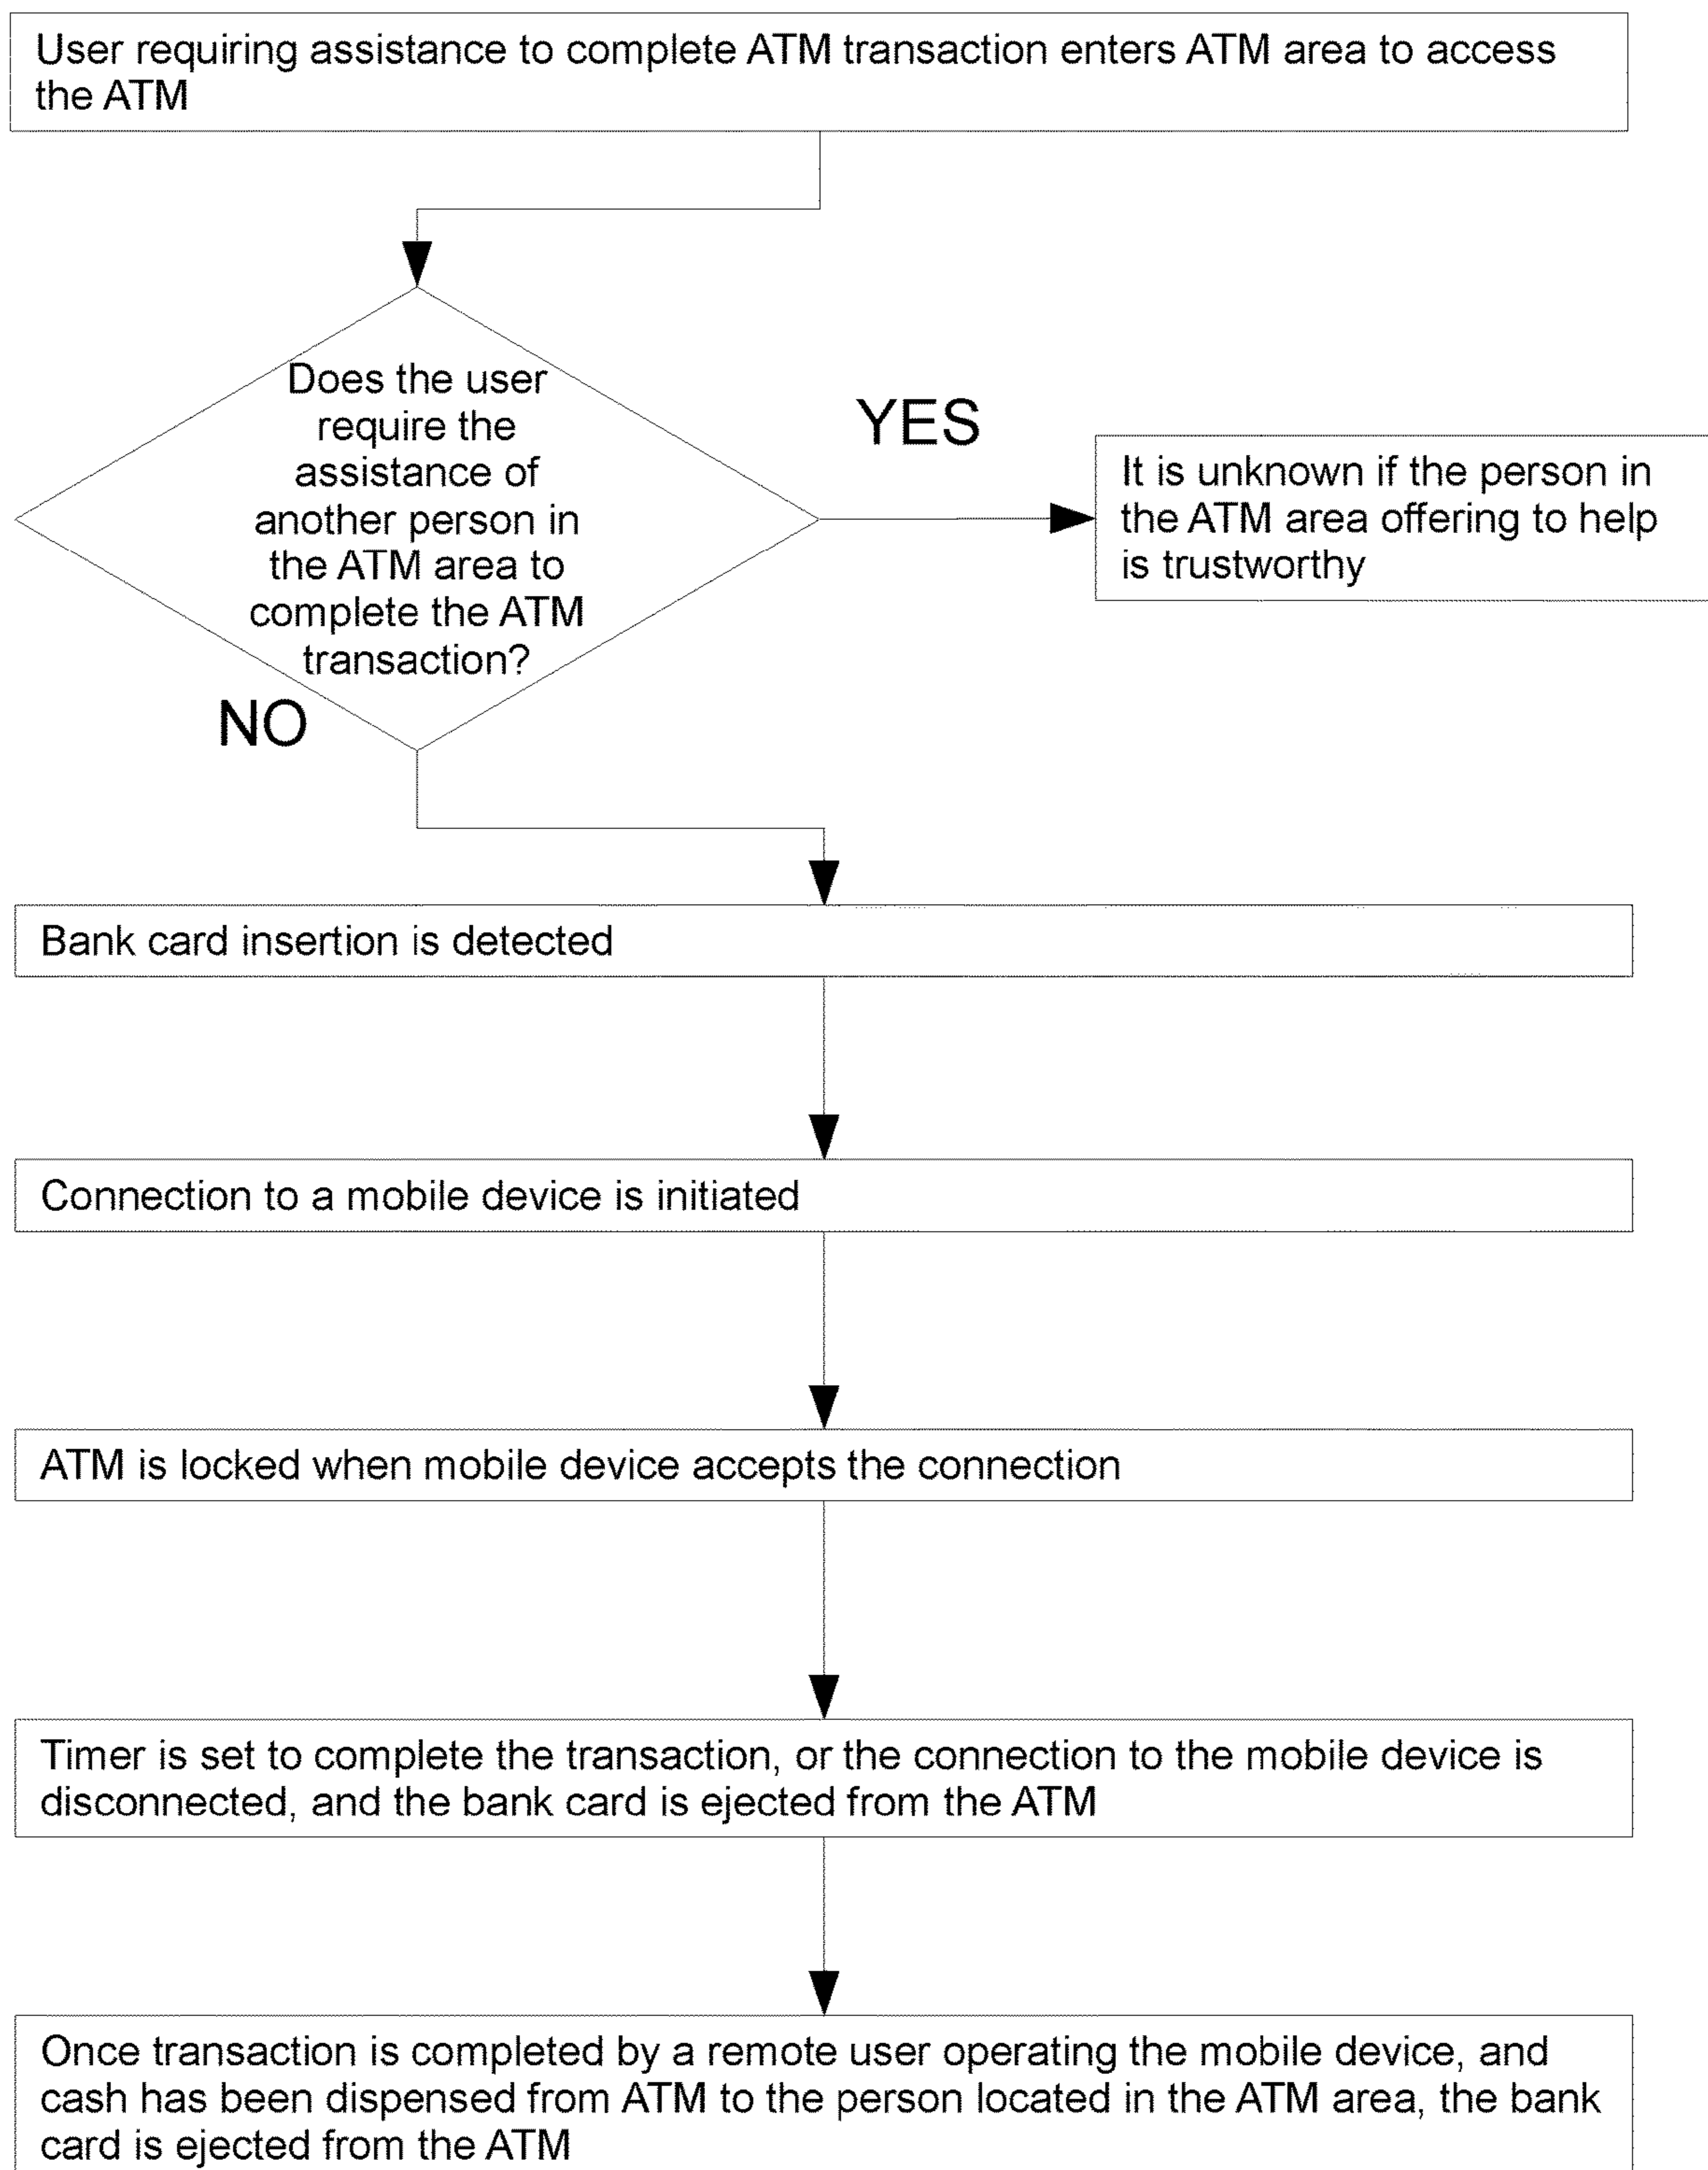 User requiring assistance to complete ATM transaction enters ATM area to access
the ATM
Does the user
require the
assistance of
another person in
the ATM area to
complete the ATM
transaction?
YES
It is unknown if the person in
the ATM area offering to help
is trustworthy
NO
Bank card insertion is detected
Connection to a mobile device is initiated
ATM is locked when mobile device accepts the connection
Timer is set to complete the transaction, or the connection to the mobile device is
disconnected, and the bank card is ejected from the ATM
Once transaction is completed by a remote user operating the mobile device, and
cash has been dispensed from ATM to the person located in the ATM area, the bank
card is ejected from the ATM